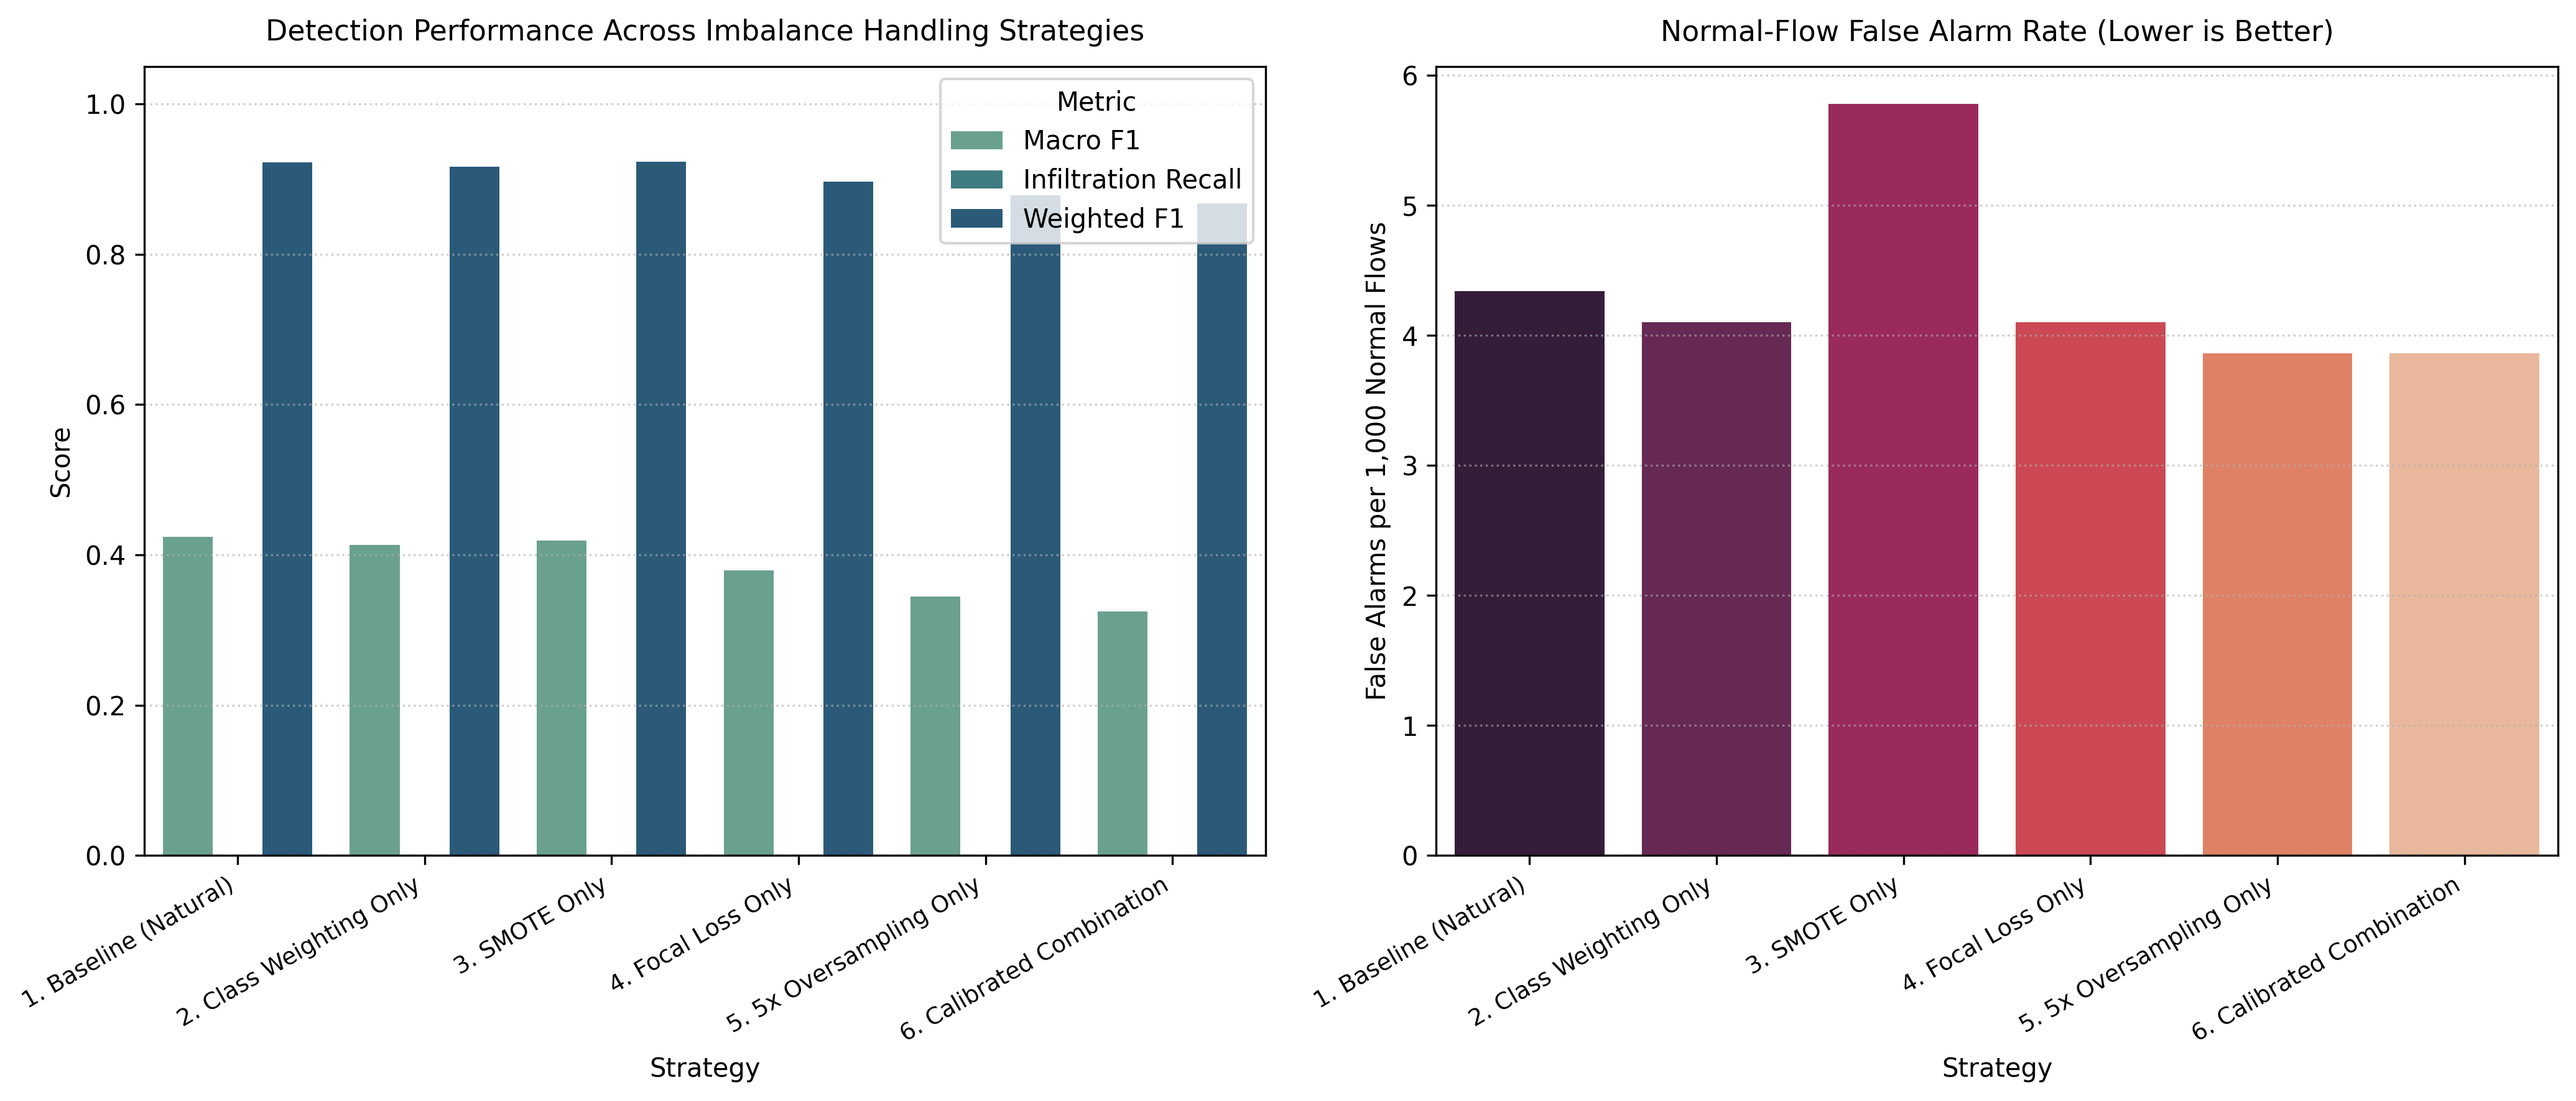 Detection Performance Across Imbalance Handling Strategies
Score
1.0
0.8
0.6
0.4
0.2
0.0
Metric
Macro F1
Infiltration Recall
Weighted F1
1. Baseline (Natural)
2. Class Weighting Only
3. SMOTE Only
4. Focal Loss Only
5. 5x Oversampling Only
6. Calibrated Combination
Strategy
Normal-Flow False Alarm Rate (Lower is Better)
False Alarms per 1,000 Normal Flows
6
5
4
3
2
1
0
1. Baseline (Natural)
2. Class Weighting Only
3. SMOTE Only
4. Focal Loss Only
5. 5x Oversampling Only
6. Calibrated Combination
Strategy